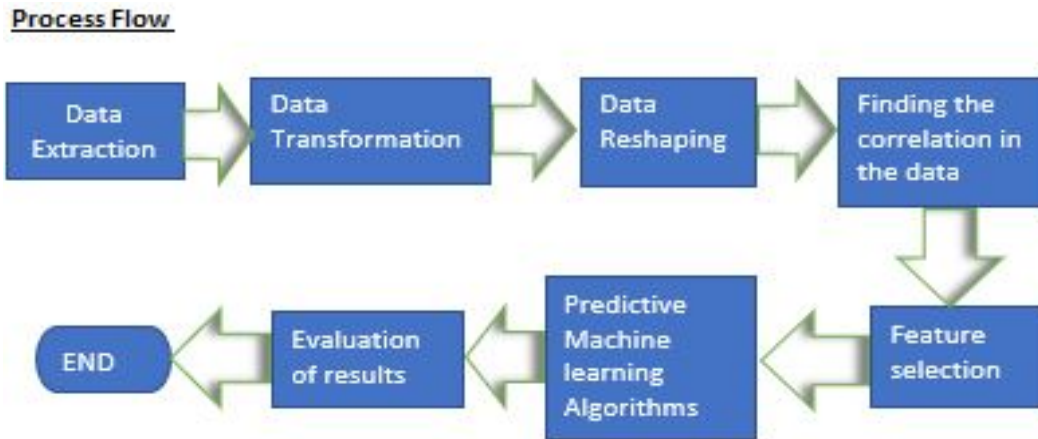 Process Flow
Data
Extraction
Data
Transformation
Data
Reshaping
Finding the
correlation in
the data
Feature
selection
Predictive
Machine
learning
Algorithms
Evaluation
of results
END